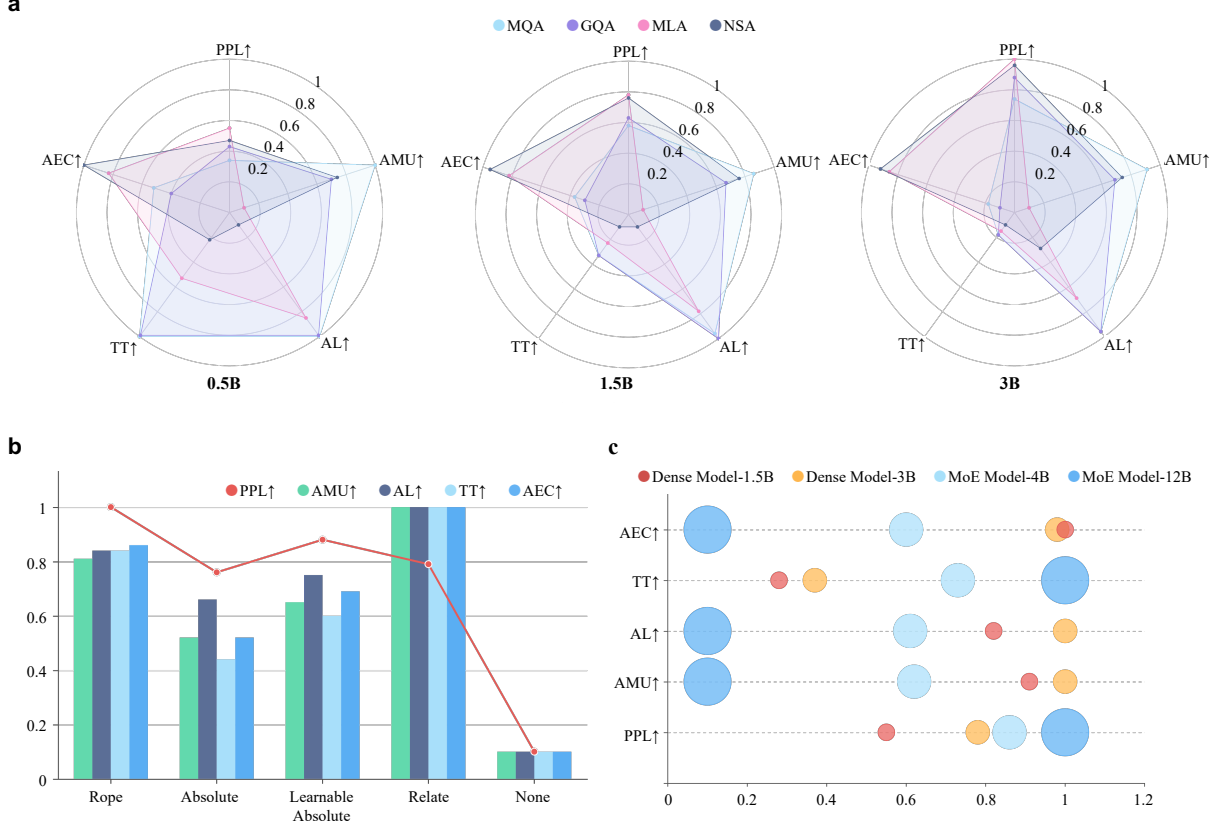 a
MQA GQA MLA NSA
PPL↑
1
0.8
0.6
0.4
0.2
AEC↑
AMU↑
TT↑
AL↑
0.5B
PPL↑
1
0.8
0.6
0.4
0.2
AEC↑
AMU↑
TT↑
AL↑
1.5B
PPL↑
1
0.8
0.6
0.4
0.2
AEC↑
AMU↑
TT↑
AL↑
3B
b
PPL↑ AMU↑ AL↑ TT↑ AEC↑
1
0.8
0.6
0.4
0.2
0
Rope Absolute Learnable Absolute Relate None
c
Dense Model-1.5B Dense Model-3B MoE Model-4B MoE Model-12B
AEC↑
TT↑
AL↑
AMU↑
PPL↑
0 0.2 0.4 0.6 0.8 1 1.2